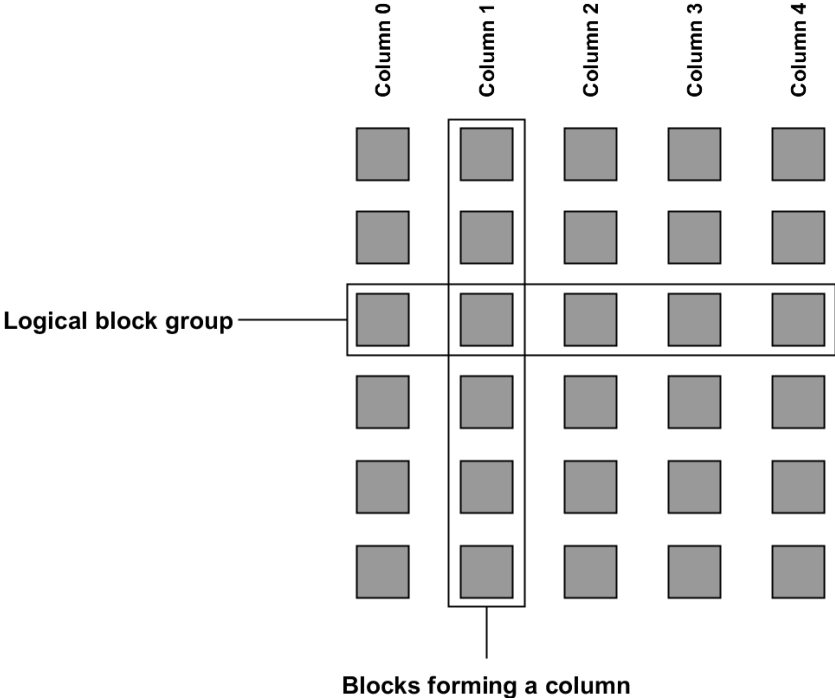 Column 0
Column 1
Column 2
Column 3
Column 4
Logical block group
Blocks forming a column